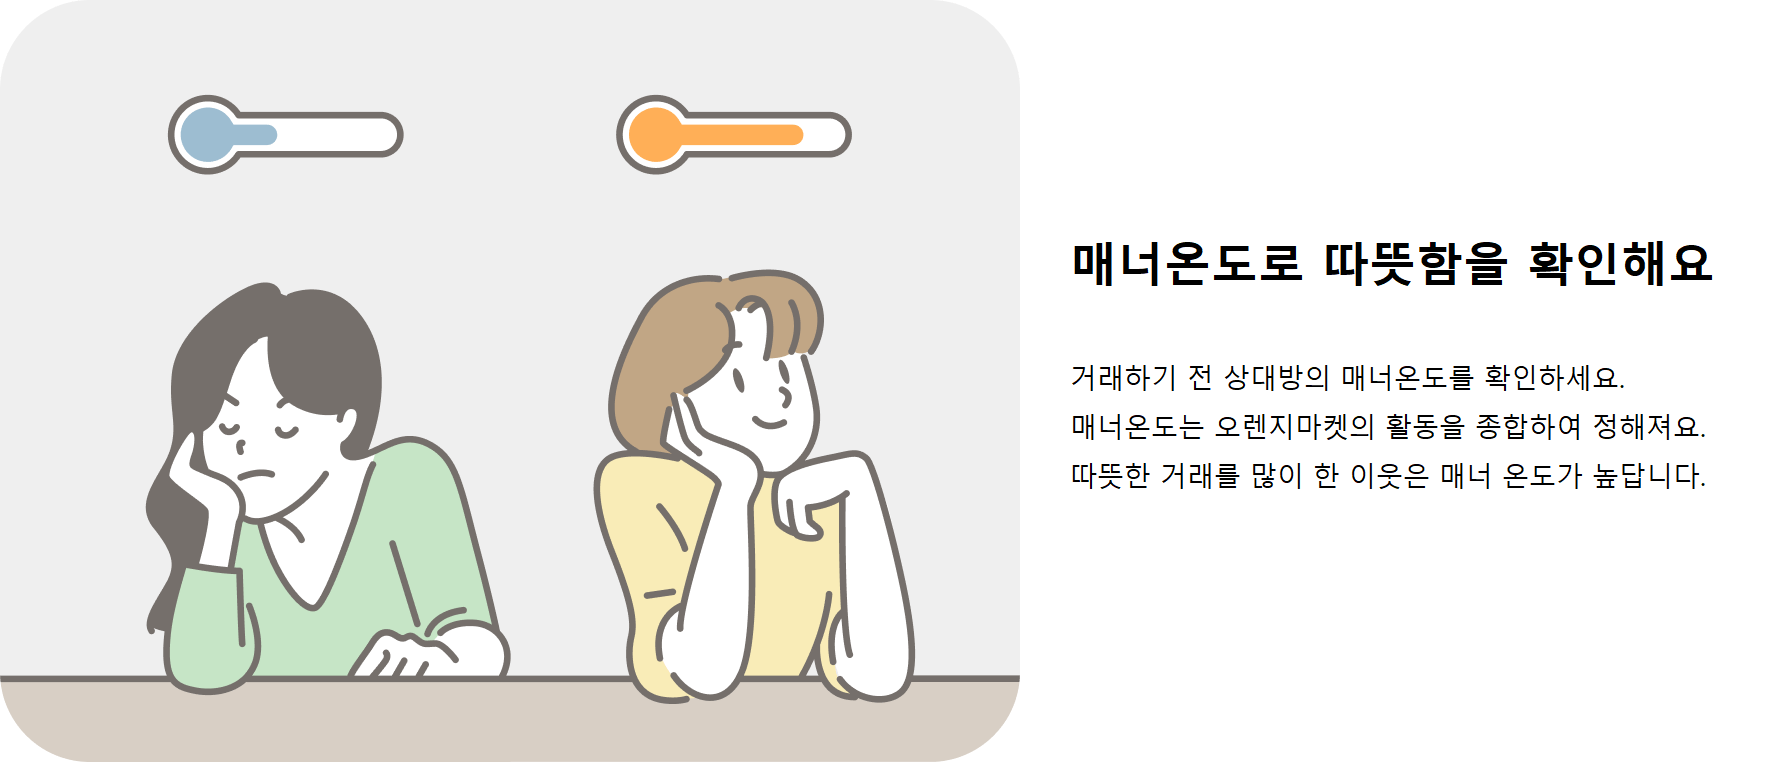 매너온도로 따뜻함을 확인해요
거래하기 전 상대방의 매너온도를 확인하세요.
매너온도는 오렌지마켓의 활동을 종합하여 정해져요.
따뜻한 거래를 많이 한 이웃은 매너 온도가 높답니다.